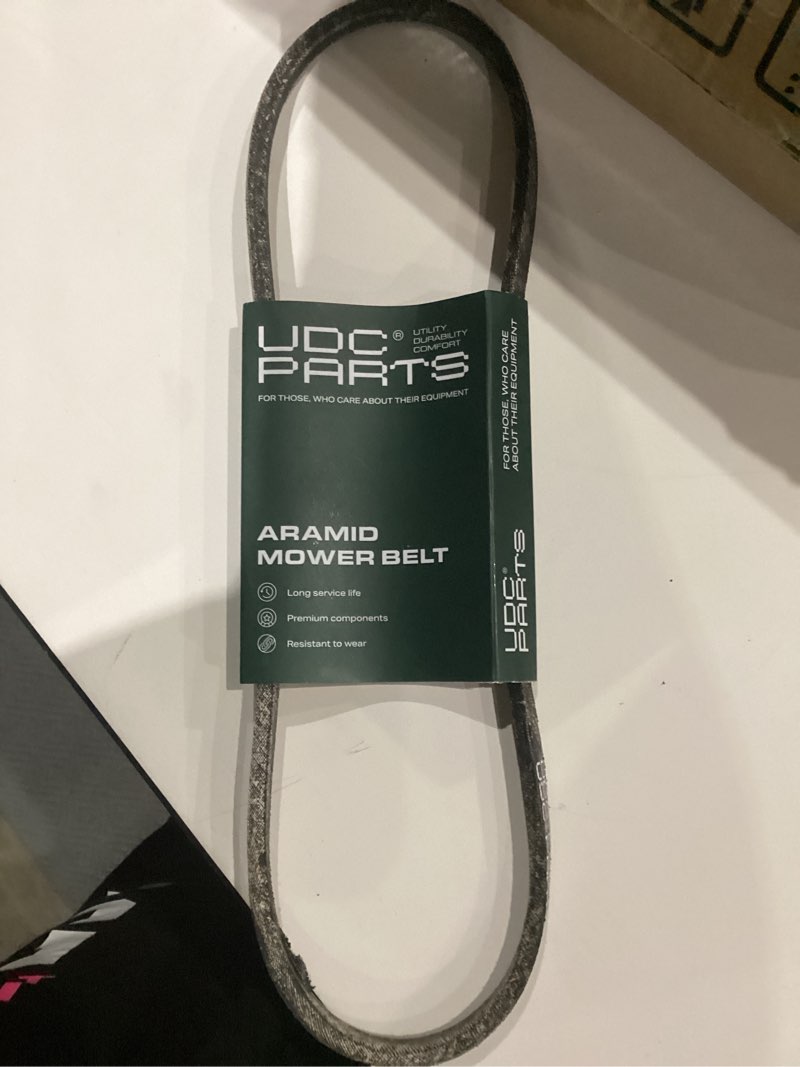 UDC®
PARTS
UTILITY
DURABILITY
COMFORT
FOR THOSE, WHO CARE ABOUT THEIR EQUIPMENT
ARAMID
MOWER BELT
Long service life
Premium components
Resistant to wear
FOR THOSE, WHO CARE
ABOUT THEIR EQUIPMENT
UDC®
PARTS